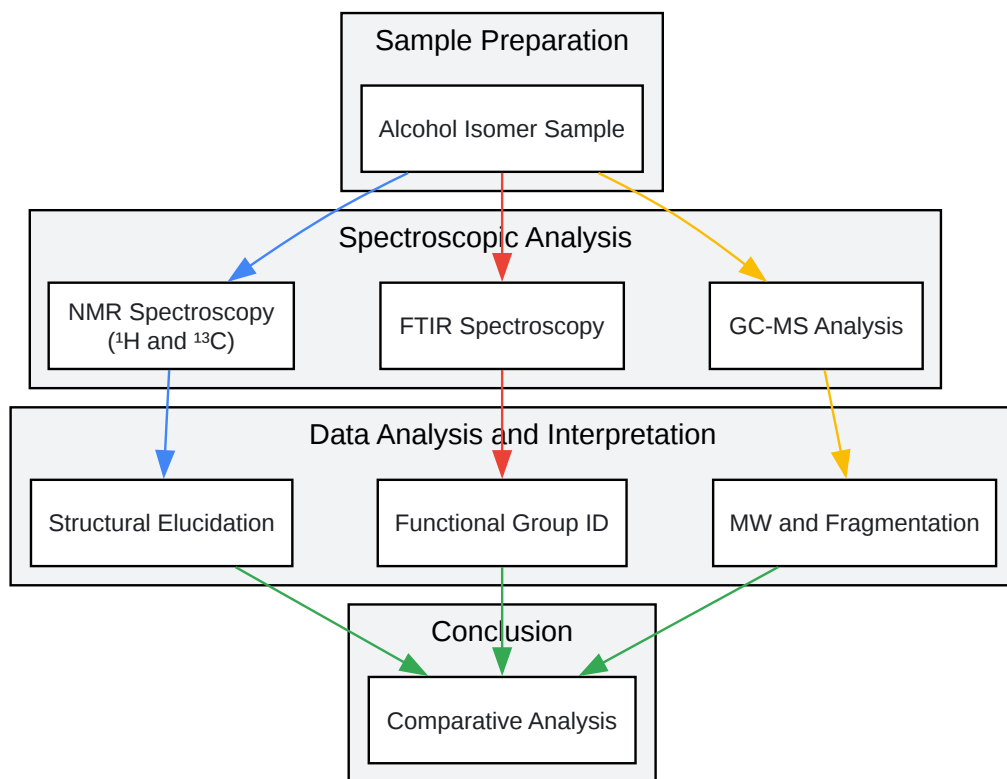 Sample Preparation
Alcohol Isomer Sample
Spectroscopic Analysis
NMR Spectroscopy
(¹H and ¹³C)
FTIR Spectroscopy
GC-MS Analysis
Data Analysis and Interpretation
Structural Elucidation
Functional Group ID
MW and Fragmentation
Conclusion
Comparative Analysis